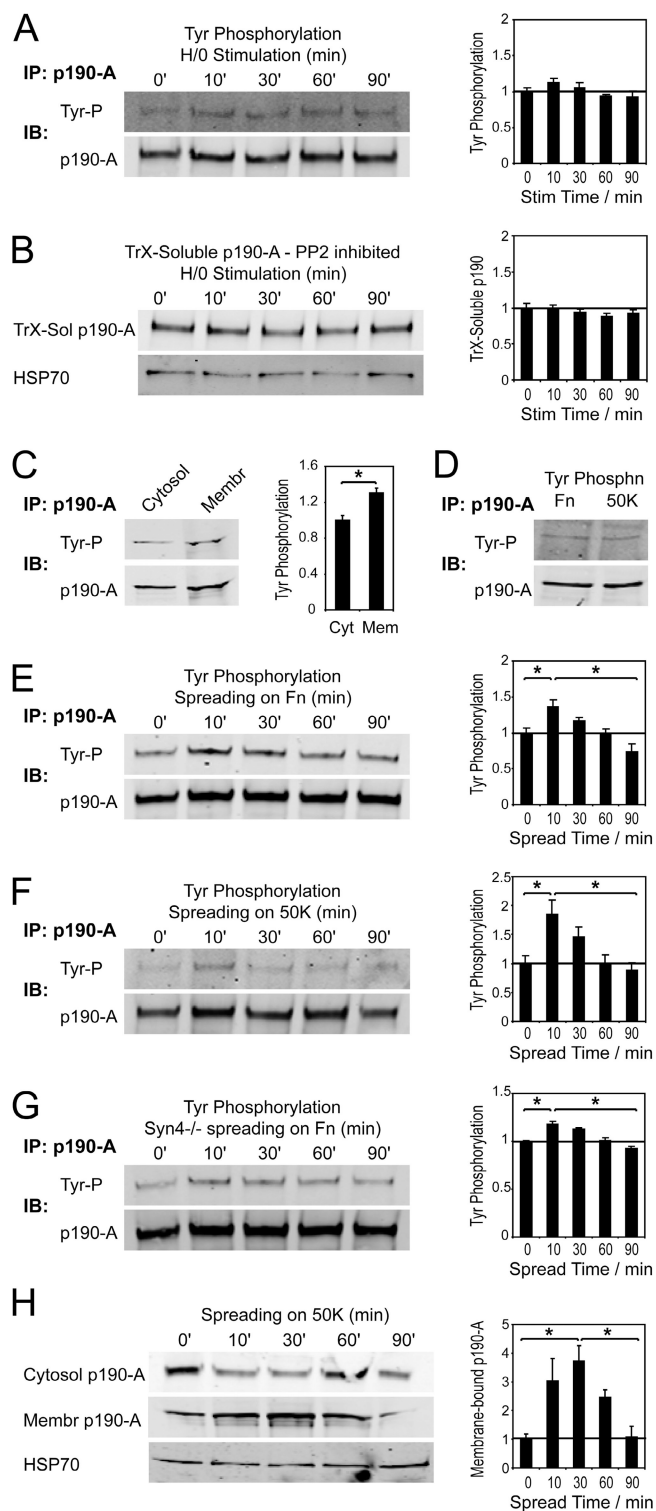 A
Tyr Phosphorylation
H/0 Stimulation (min)
IP: p190-A
0' 10' 30' 60' 90'
Tyr-P
IB:
p190-A
Tyr Phosphorylation
2
1.5
1
0.5
0
0 10 30 60 90
Stim Time / min
B
TrX-Soluble p190-A - PP2 inhibited
H/0 Stimulation (min)
0' 10' 30' 60' 90'
TrX-Sol p190-A
HSP70
TrX-Soluble p190
2
1.5
1
0.5
0
0 10 30 60 90
Stim Time / min
C
IP: p190-A
Cytosol Membr
Tyr-P
IB:
p190-A
Tyr Phosphorylation
1.6
1.2
0.8
0.4
0
*
Cyt Mem
D
Tyr Phosphn
IP: p190-A
Fn 50K
Tyr-P
IB:
p190-A
E
Tyr Phosphorylation
Spreading on Fn (min)
IP: p190-A
0' 10' 30' 60' 90'
Tyr-P
IB:
p190-A
Tyr Phosphorylation
2
1.5
1
0.5
0
* *
0 10 30 60 90
Spread Time / min
F
Tyr Phosphorylation
Spreading on 50K (min)
IP: p190-A
0' 10' 30' 60' 90'
Tyr-P
IB:
p190-A
Tyr Phosphorylation
2.5
2
1.5
1
0.5
0
* *
0 10 30 60 90
Spread Time / min
G
Tyr Phosphorylation
Syn4-/- spreading on Fn (min)
IP: p190-A
0' 10' 30' 60' 90'
Tyr-P
IB:
p190-A
Tyr Phosphorylation
1.5
1
0.5
0
* *
0 10 30 60 90
Spread Time / min
H
Spreading on 50K (min)
0' 10' 30' 60' 90'
Cytosol p190-A
Membr p190-A
HSP70
Membrane-bound p190-A
5
4
3
2
1
0
* *
0 10 30 60 90
Spread Time / min